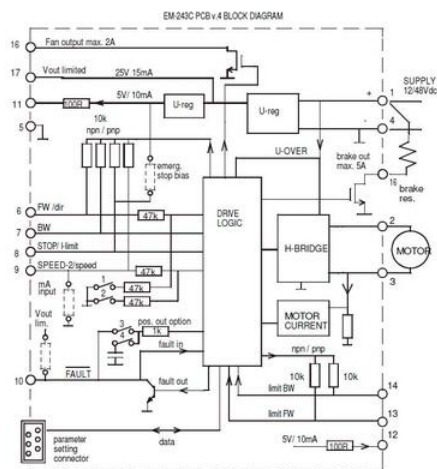 EM-243C PCB v.4 BLOCK DIAGRAM
16 Fan output max. 2A
17 Vout limited 25V 15mA
11 100R 5V/ 10mA U-reg U-reg
+ 1 SUPPLY 12/48Vdc
- 4
5
10k
npn / pnp
emerg. stop bias
U-OVER
brake out max. 5A
16 brake res.
6 FW /dir 47k
7 BW
8 STOP/ I-limit
9 SPEED-2/speed 47k
DRIVE LOGIC
H-BRIDGE
2
MOTOR
3
mA input
1 47k
2 47k
MOTOR CURRENT
Vout lim.
pos. out option
3 1k
4
fault in
10 FAULT
fault out
npn / pnp
10k 10k
limit BW 14
limit FW 13
12
5V/ 10mA 100R
parameter setting connector
data